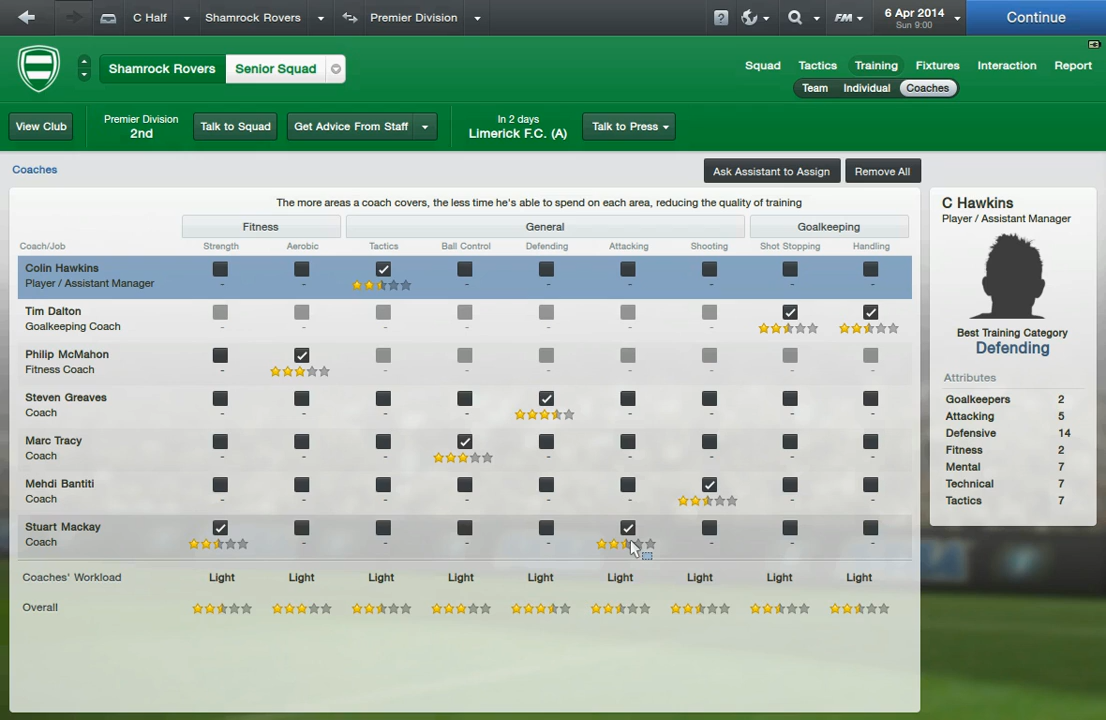 C Half
Shamrock Rovers
Premier Division
?
FM
6 Apr 2014
Sun 9:00
Continue
Shamrock Rovers
Senior Squad
Squad
Tactics
Training
Fixtures
Interaction
Report
Team
Individual
Coaches
View Club
Premier Division
2nd
Talk to Squad
Get Advice From Staff
In 2 days
Limerick F.C. (A)
Talk to Press
Coaches
Ask Assistant to Assign
Remove All
The more areas a coach covers, the less time he's able to spend on each area, reducing the quality of training
Fitness
General
Goalkeeping
Coach/Job
Strength
Aerobic
Tactics
Ball Control
Defending
Attacking
Shooting
Shot Stopping
Handling
Colin Hawkins
Player / Assistant Manager
- - - - - - - -
Tim Dalton
Goalkeeping Coach
- - - - - - -
Philip McMahon
Fitness Coach
- - - - - - - -
Steven Greaves
Coach
- - - - - - - -
Marc Tracy
Coach
- - - - - - - -
Mehdi Bantiti
Coach
- - - - - - - -
Stuart Mackay
Coach
- - - - - - -
Coaches' Workload
Light Light Light Light Light Light Light Light Light
Overall
C Hawkins
Player / Assistant Manager
Best Training Category
Defending
Attributes
Goalkeepers 2
Attacking 5
Defensive 14
Fitness 2
Mental 7
Technical 7
Tactics 7